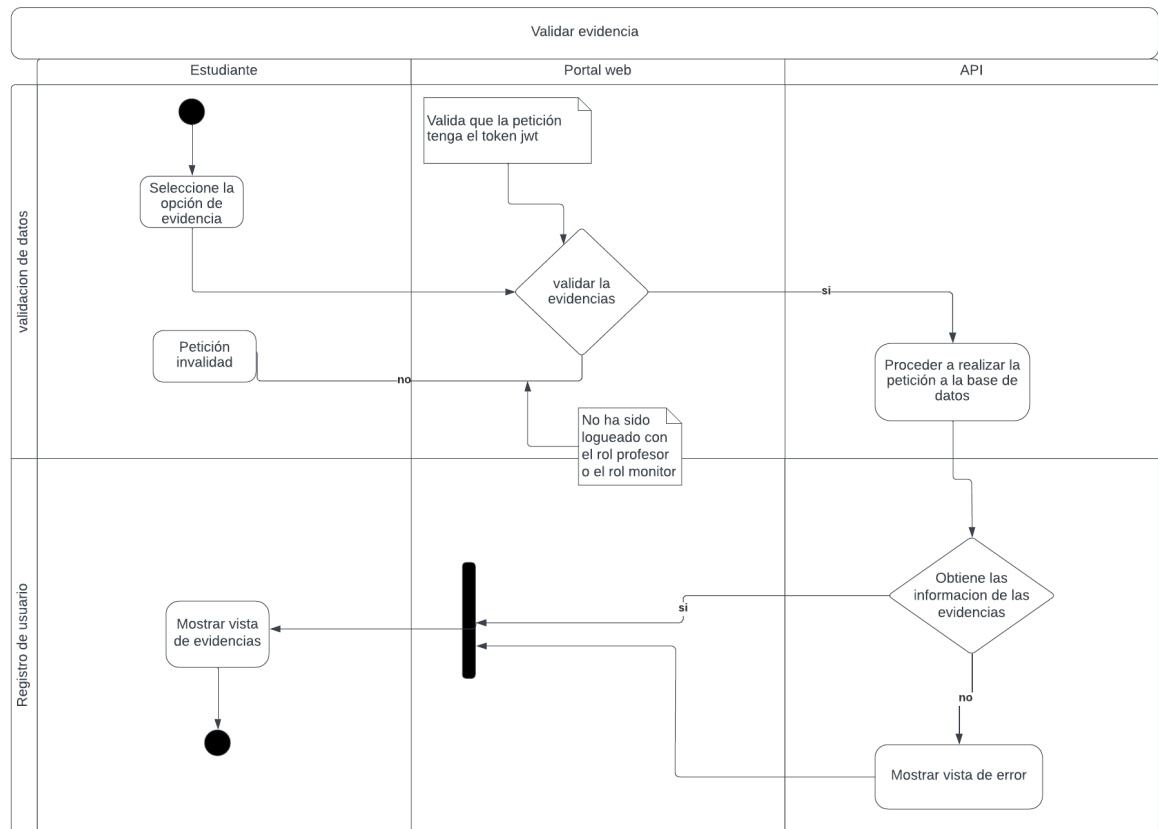 Validar evidencia
Estudiante
Portal web
API
validacion de datos
Valida que la petición
tenga el token jwt
Seleccione la
opción de
evidencia
validar la
evidencias
si
Petición
invalidad
no
Proceder a realizar la
petición a la base de
datos
No ha sido
logueado con
el rol profesor
o el rol monitor
Registro de usuario
Obtiene las
informacion de las
evidencias
si
Mostrar vista
de evidencias
no
Mostrar vista de error